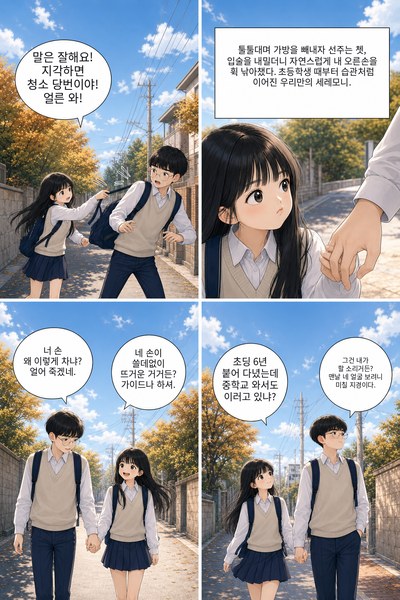 말은 잘해요!
지각하면
청소 당번이야!
얼른 와!
툴툴대며 가방을 빼내자 선주는 쳇,
입술을 내밀더니 자연스럽게 내 오른손을
획 낚아챘다. 초등학생 때부터 습관처럼
이어진 우리만의 세레모니.
너 손
왜 이렇게 차냐?
얼어 죽겠네.
네 손이
쓸데없이
뜨거운 거거든?
가이드나 하셔.
초딩 6년
붙어 다녔는데
중학교 와서도
이러고 있냐?
그건 내가
할 소리거든?
맨날 네 얼굴 보려니
미칠 지경이다.